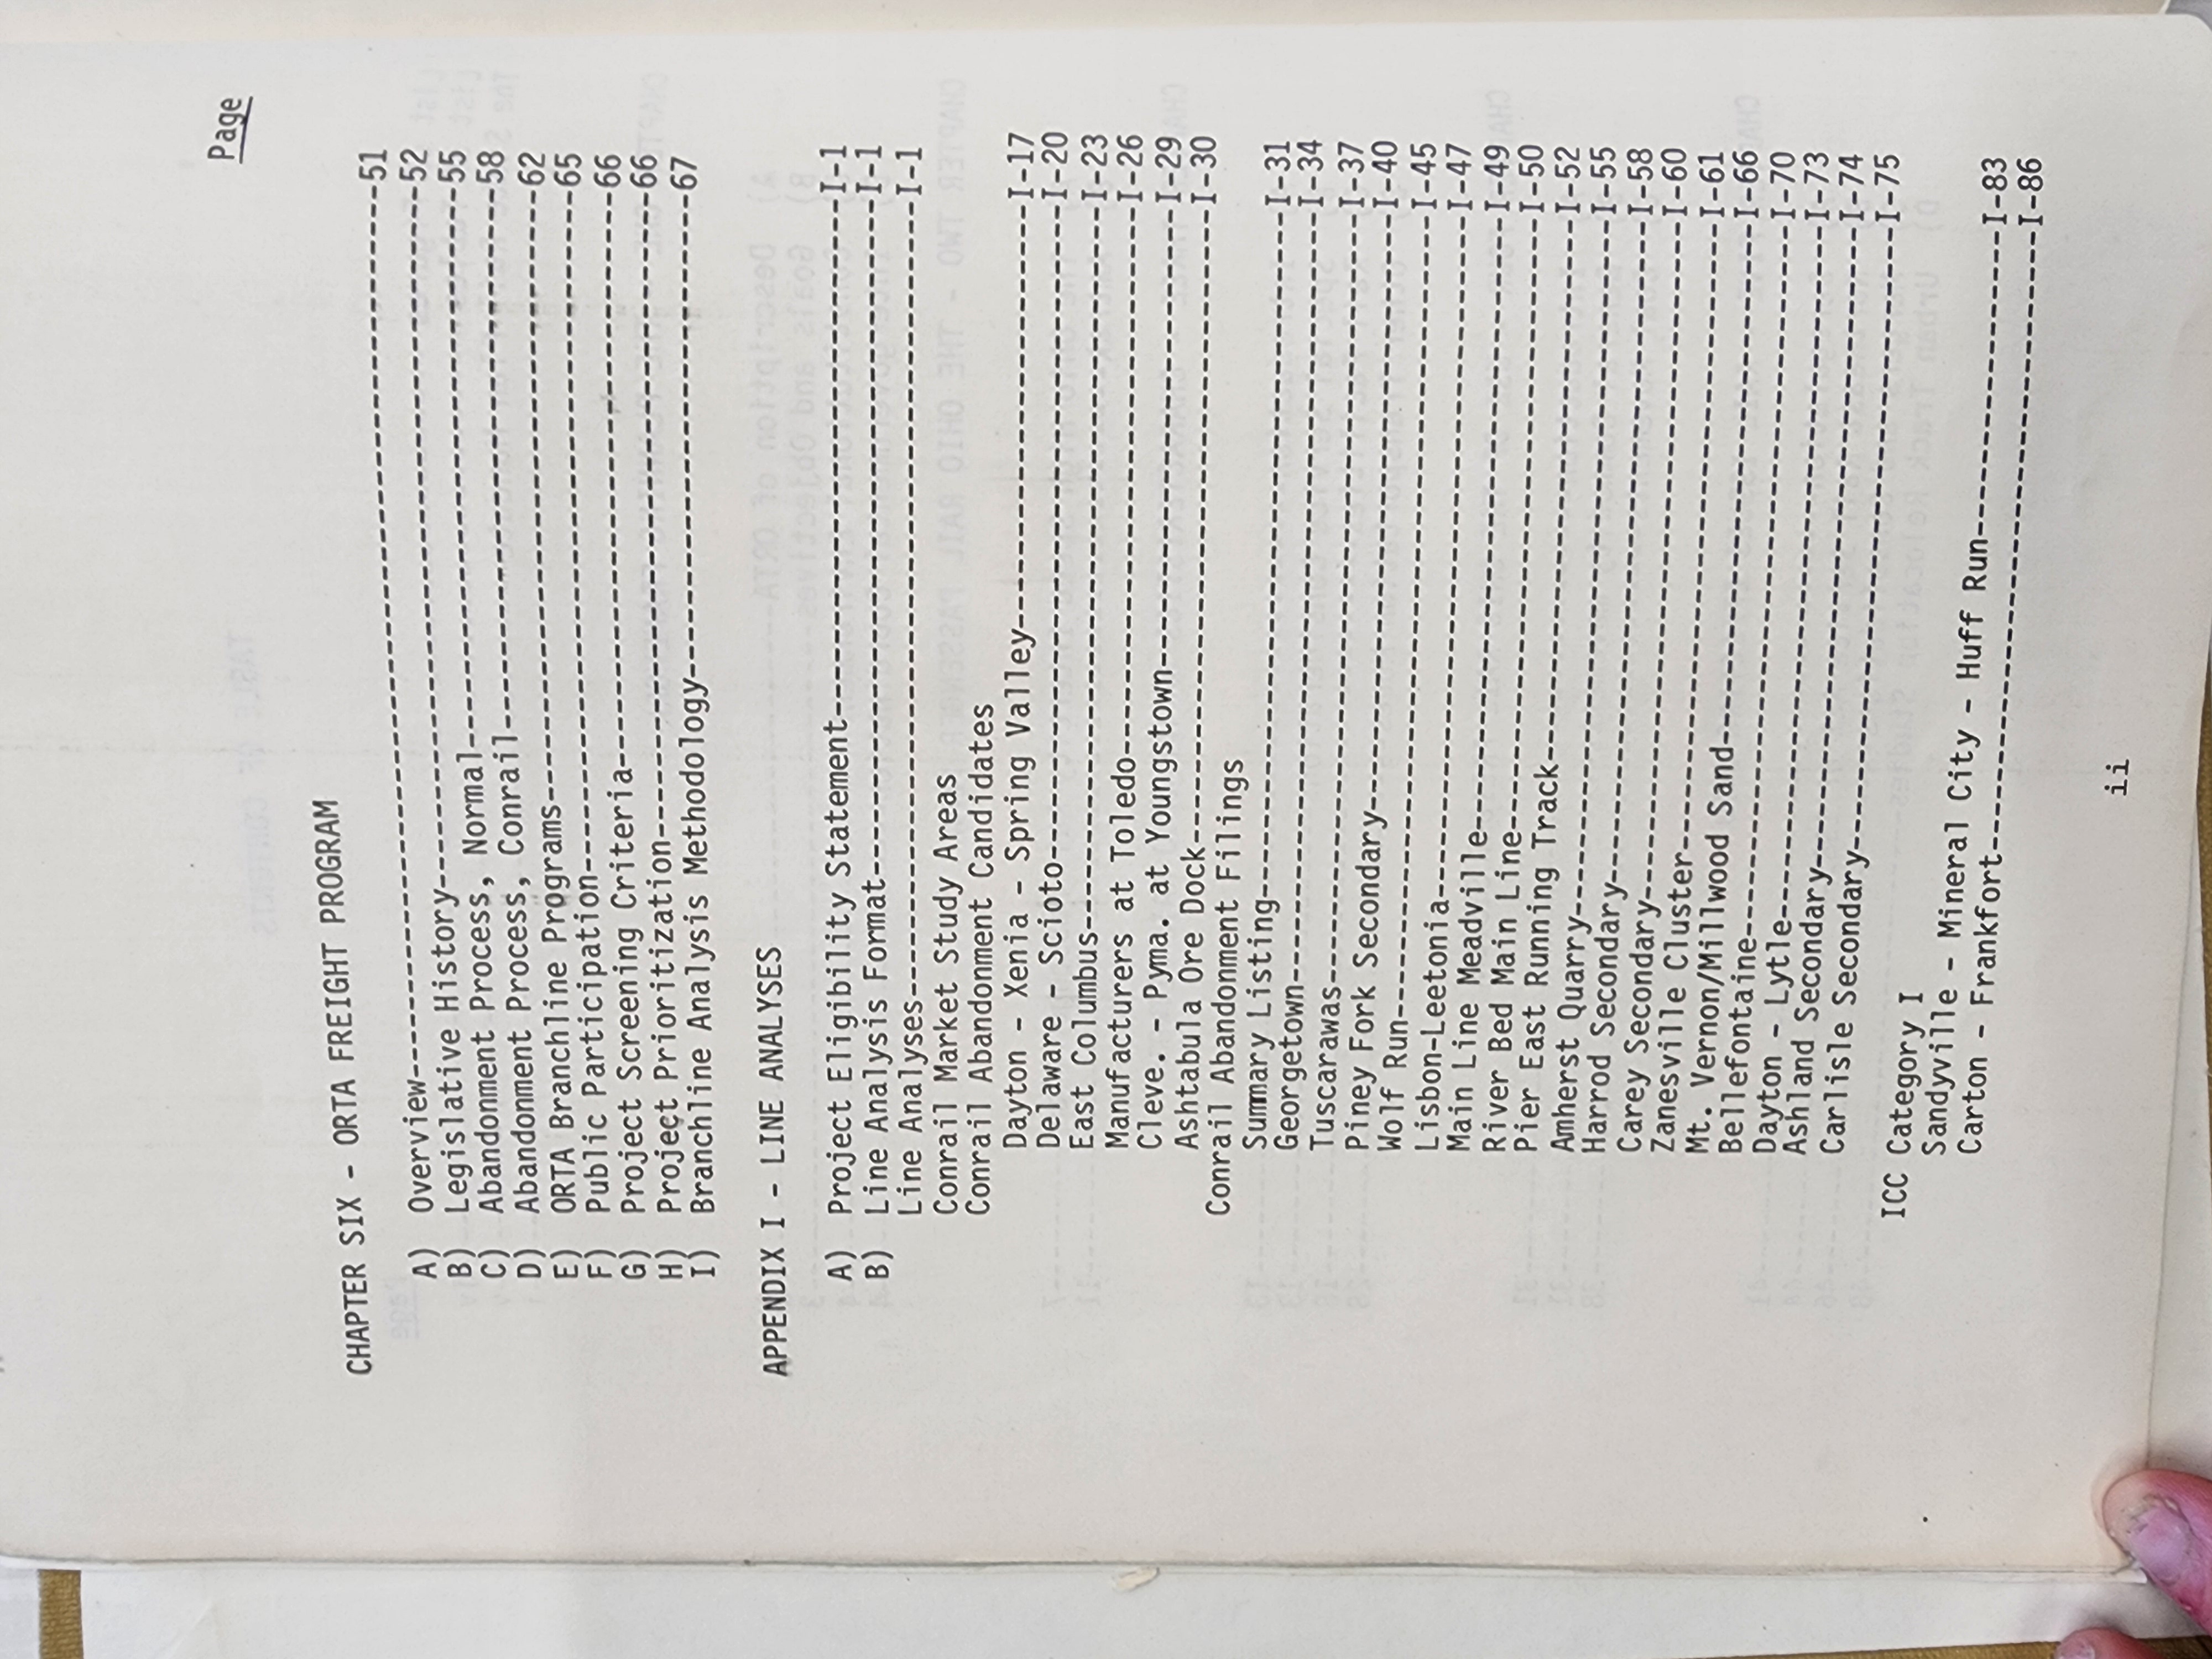 Page
CHAPTER SIX - ORTA FREIGHT PROGRAM
A) Overview--------------------------------------------------51
B) Legislative History---------------------------------------52
C) Abandonment Process, Normal-------------------------------55
D) Abandonment Process, Conrail------------------------------58
E) ORTA Branchline Programs----------------------------------62
F) Public Participation--------------------------------------65
G) Project Screening Criteria--------------------------------66
H) Project Prioritization------------------------------------66
I) Branchline Analysis Methodology---------------------------67
APPENDIX I - LINE ANALYSES
A) Project Eligibility Statement-----------------------------I-1
B) Line Analysis Format--------------------------------------I-1
Line Analyses------------------------------------------------I-1
Conrail Market Study Areas
Conrail Abandonment Candidates
Dayton - Xenia - Spring Valley-----------------------I-17
Delaware - Scioto------------------------------------I-20
East Columbus----------------------------------------I-23
Manufacturers at Toledo------------------------------I-26
Cleve. - Pyma. at Youngstown-------------------------I-29
Ashtabula Ore Dock-----------------------------------I-30
Conrail Abandonment Filings
Summary Listing--------------------------------------I-31
Georgetown-------------------------------------------I-34
Tuscarawas-------------------------------------------I-37
Piney Fork Secondary---------------------------------I-40
Wolf Run---------------------------------------------I-45
Lisbon-Leetonia--------------------------------------I-47
Main Line Meadville----------------------------------I-49
River Bed Main Line----------------------------------I-50
Pier East Running Track------------------------------I-52
Amherst Quarry---------------------------------------I-55
Harrod Secondary-------------------------------------I-58
Carey Secondary--------------------------------------I-60
Zanesville Cluster-----------------------------------I-61
Mt. Vernon/Millwood Sand-----------------------------I-66
Bellefontaine----------------------------------------I-70
Dayton - Lytle---------------------------------------I-73
Ashland Secondary------------------------------------I-74
Carlisle Secondary-----------------------------------I-75
ICC Category I
Sandyville - Mineral City - Huff Run-----------------I-83
Carton - Frankfort-----------------------------------I-86
ii